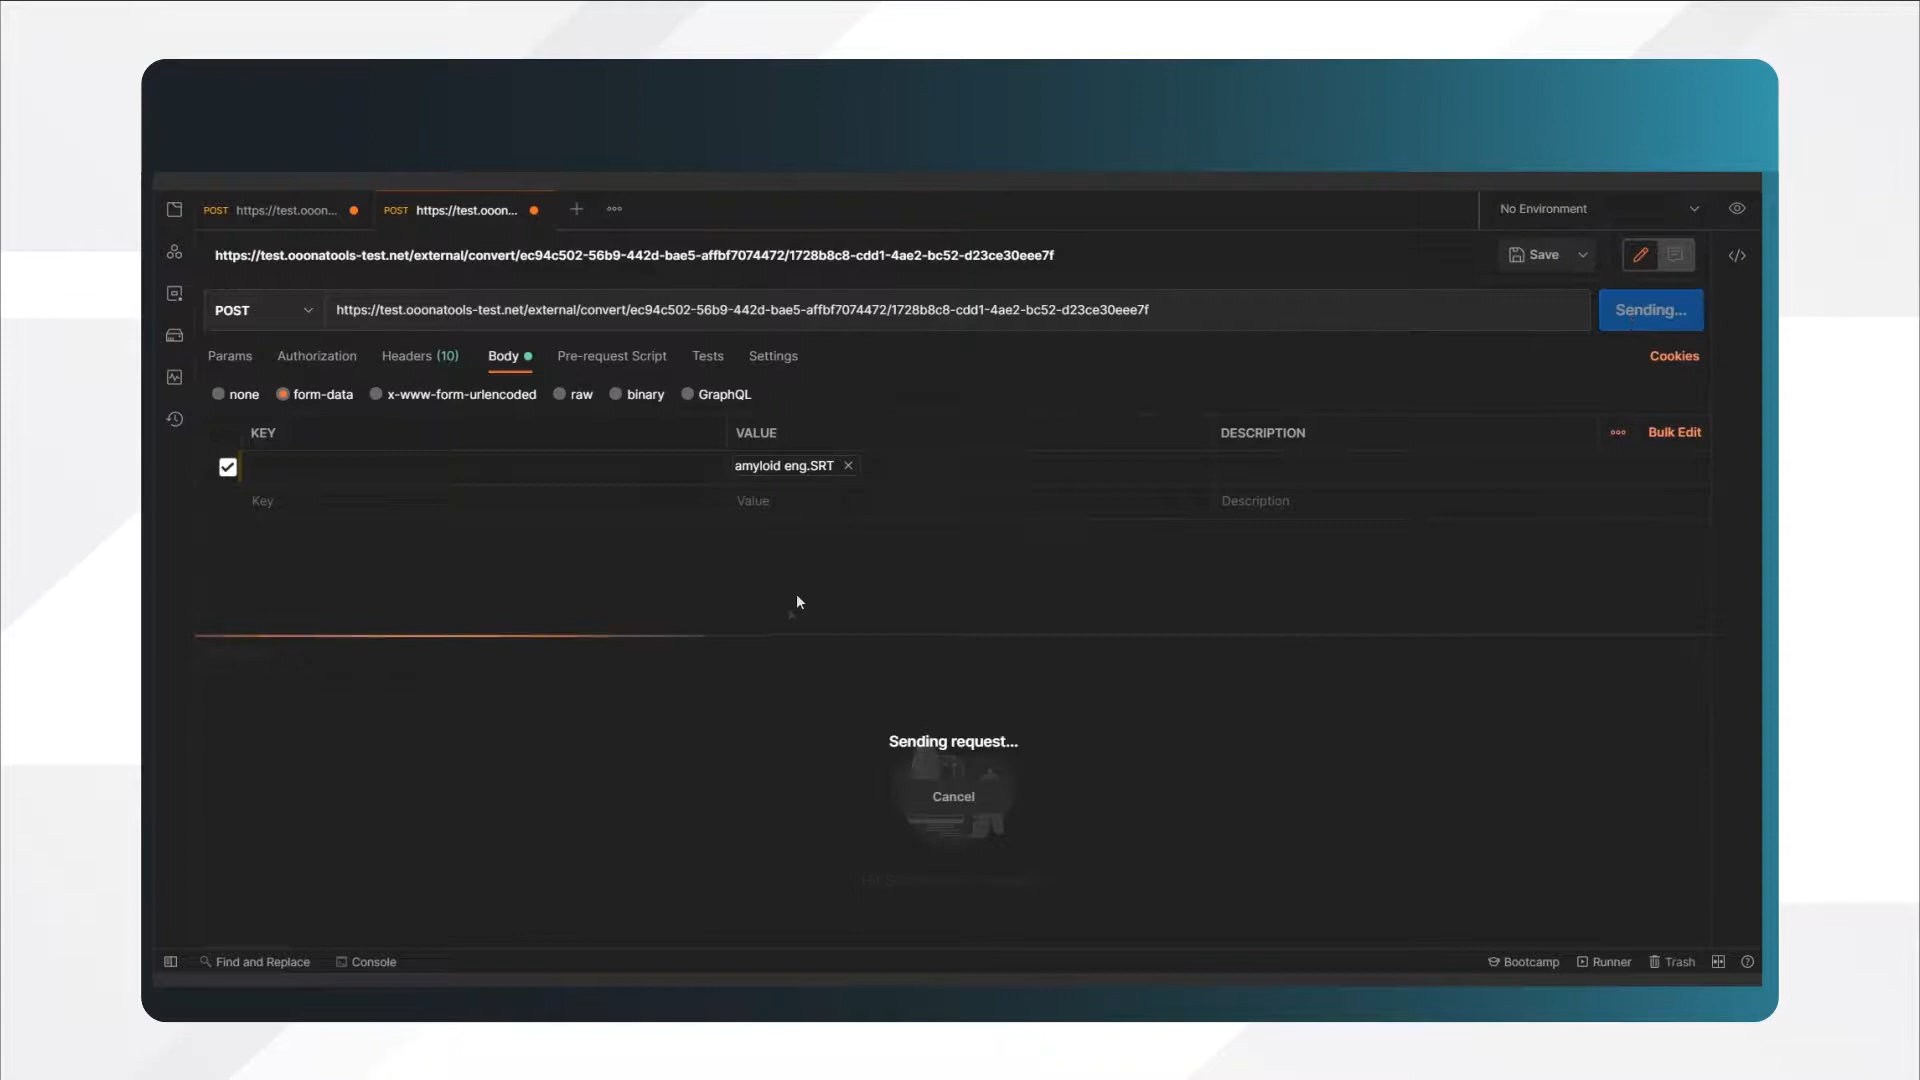 POST https://test.ooon... POST https://test.ooon... No Environment
https://test.ooonatools-test.net/external/convert/ec94c502-56b9-442d-bae5-affbf7074472/1728b8c8-cdd1-4ae2-bc52-d23ce30eee7f Save
POST https://test.ooonatools-test.net/external/convert/ec94c502-56b9-442d-bae5-affbf7074472/1728b8c8-cdd1-4ae2-bc52-d23ce30eee7f Sending...
Params Authorization Headers (10) Body Pre-request Script Tests Settings Cookies
none form-data x-www-form-urlencoded raw binary GraphQL
KEY VALUE DESCRIPTION Bulk Edit
amyloid eng.SRT
Key Value Description
Sending request...
Cancel
Find and Replace Console Bootcamp Runner Trash